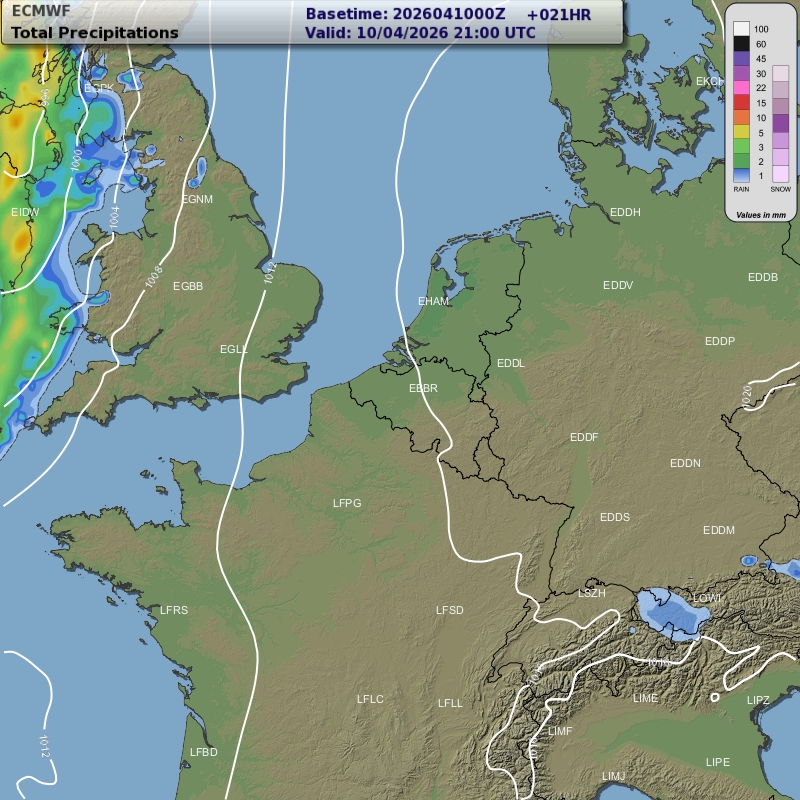 ECMWF
Basetime: 2026041000Z +021HR
Total Precipitations
Valid: 10/04/2026 21:00 UTC
100
60
45
30
22
15
10
5
3
2
1
RAIN SNOW
Values in mm
EGPK
EKCH
996
1000
EIDW
EGNM
1004
EDDH
1008
1012
EGBB
EDDV
EDDB
EHAM
EGLL
EDDP
EDDL
EBBR
1020
EDDF
EDDN
LFPG
EDDS
EDDM
LSZH
LOWI
LFRS
LFSD
LFLC
LFLL
LIME
LIPZ
1012
LIMF
LFBD
LIPE
LIMJ